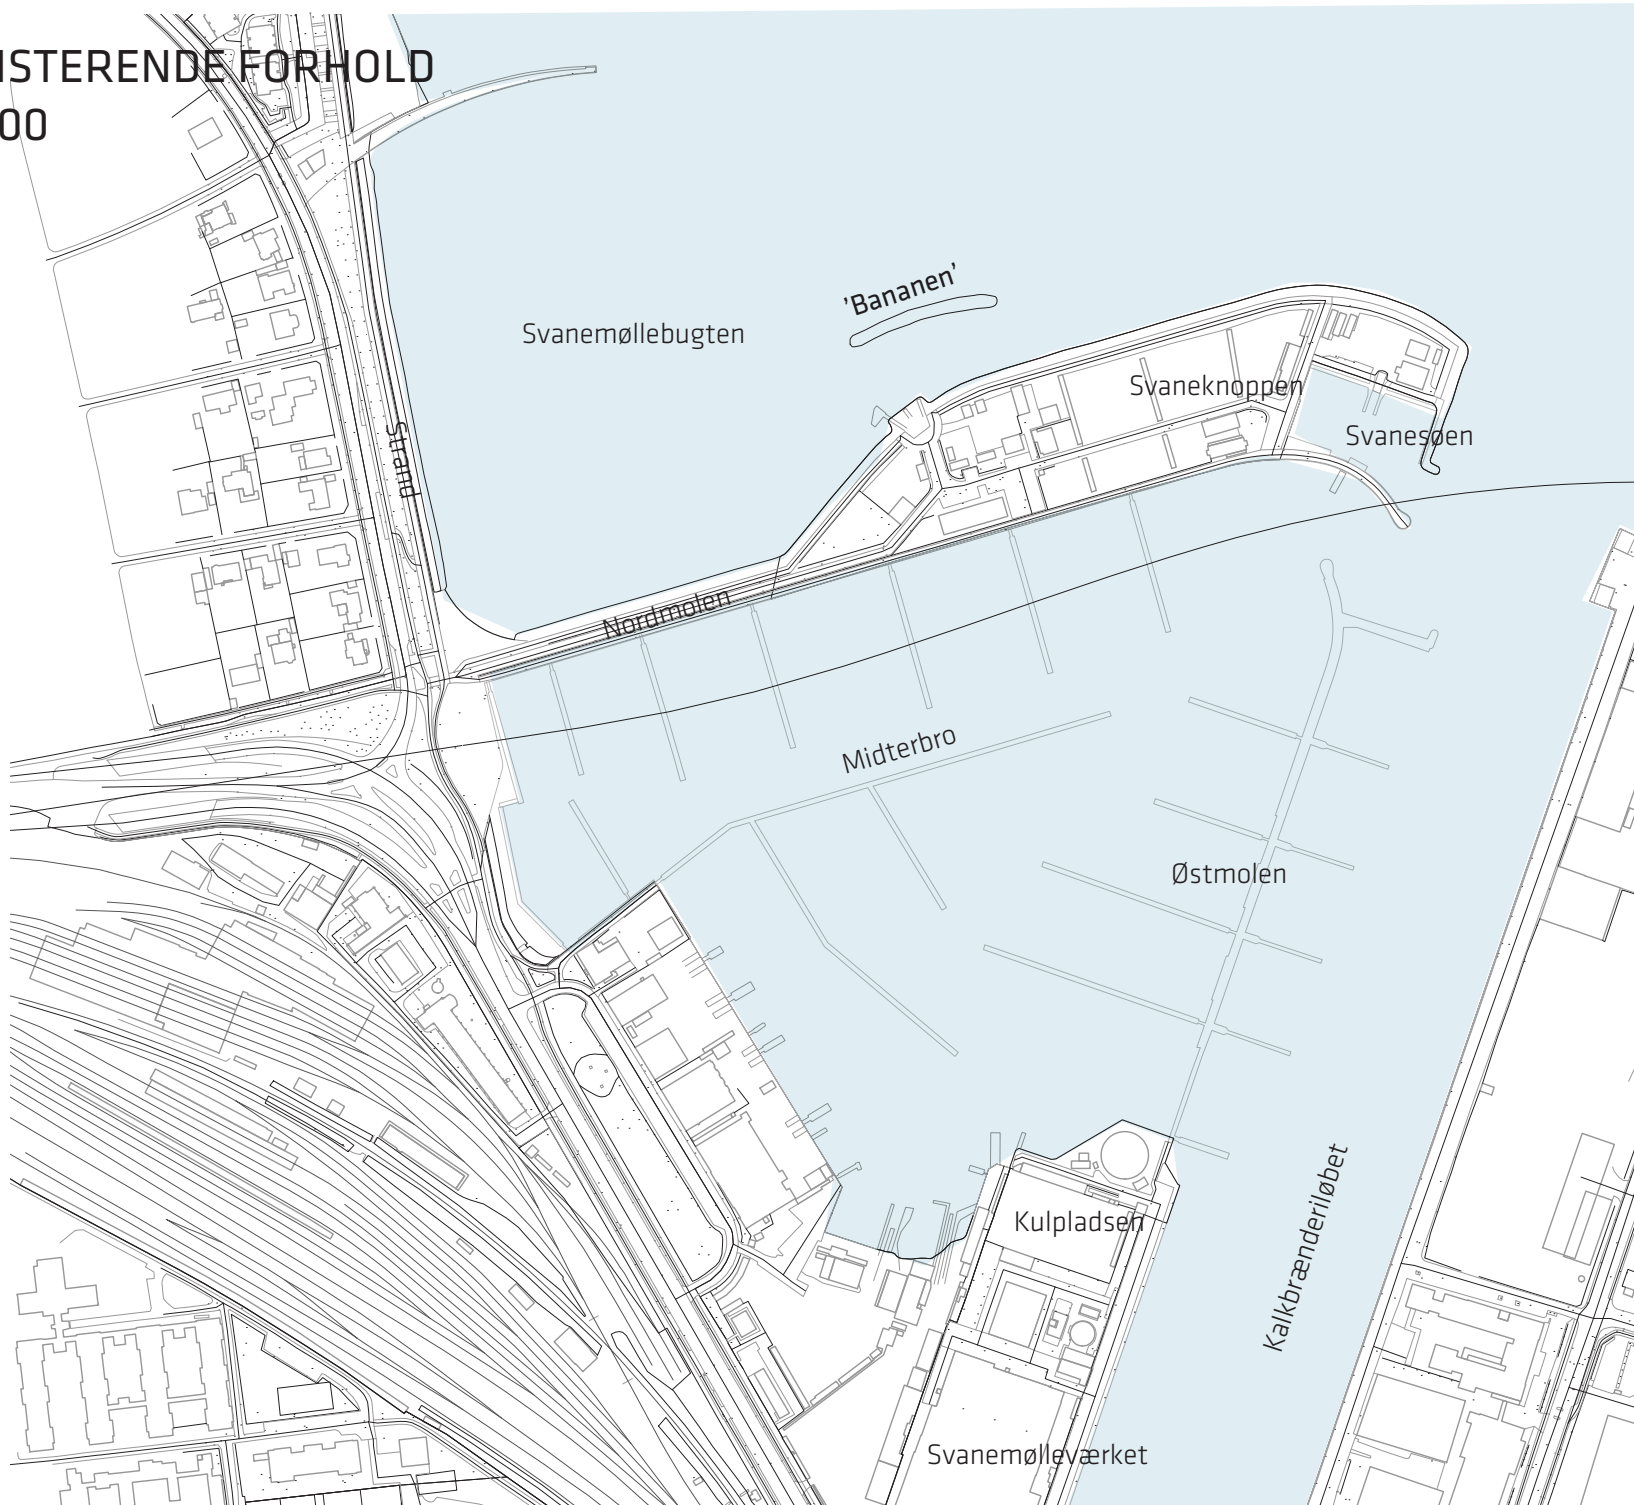 ISTERENDE FORHOLD
00
'Bananen'
Svanemøllebugten
Svaneknoppen
Svanesøen
Strand
Nordmolen
Midterbro
Østmolen
Kulpladsen
Kalkbrænderiløbet
Svanemølleværket